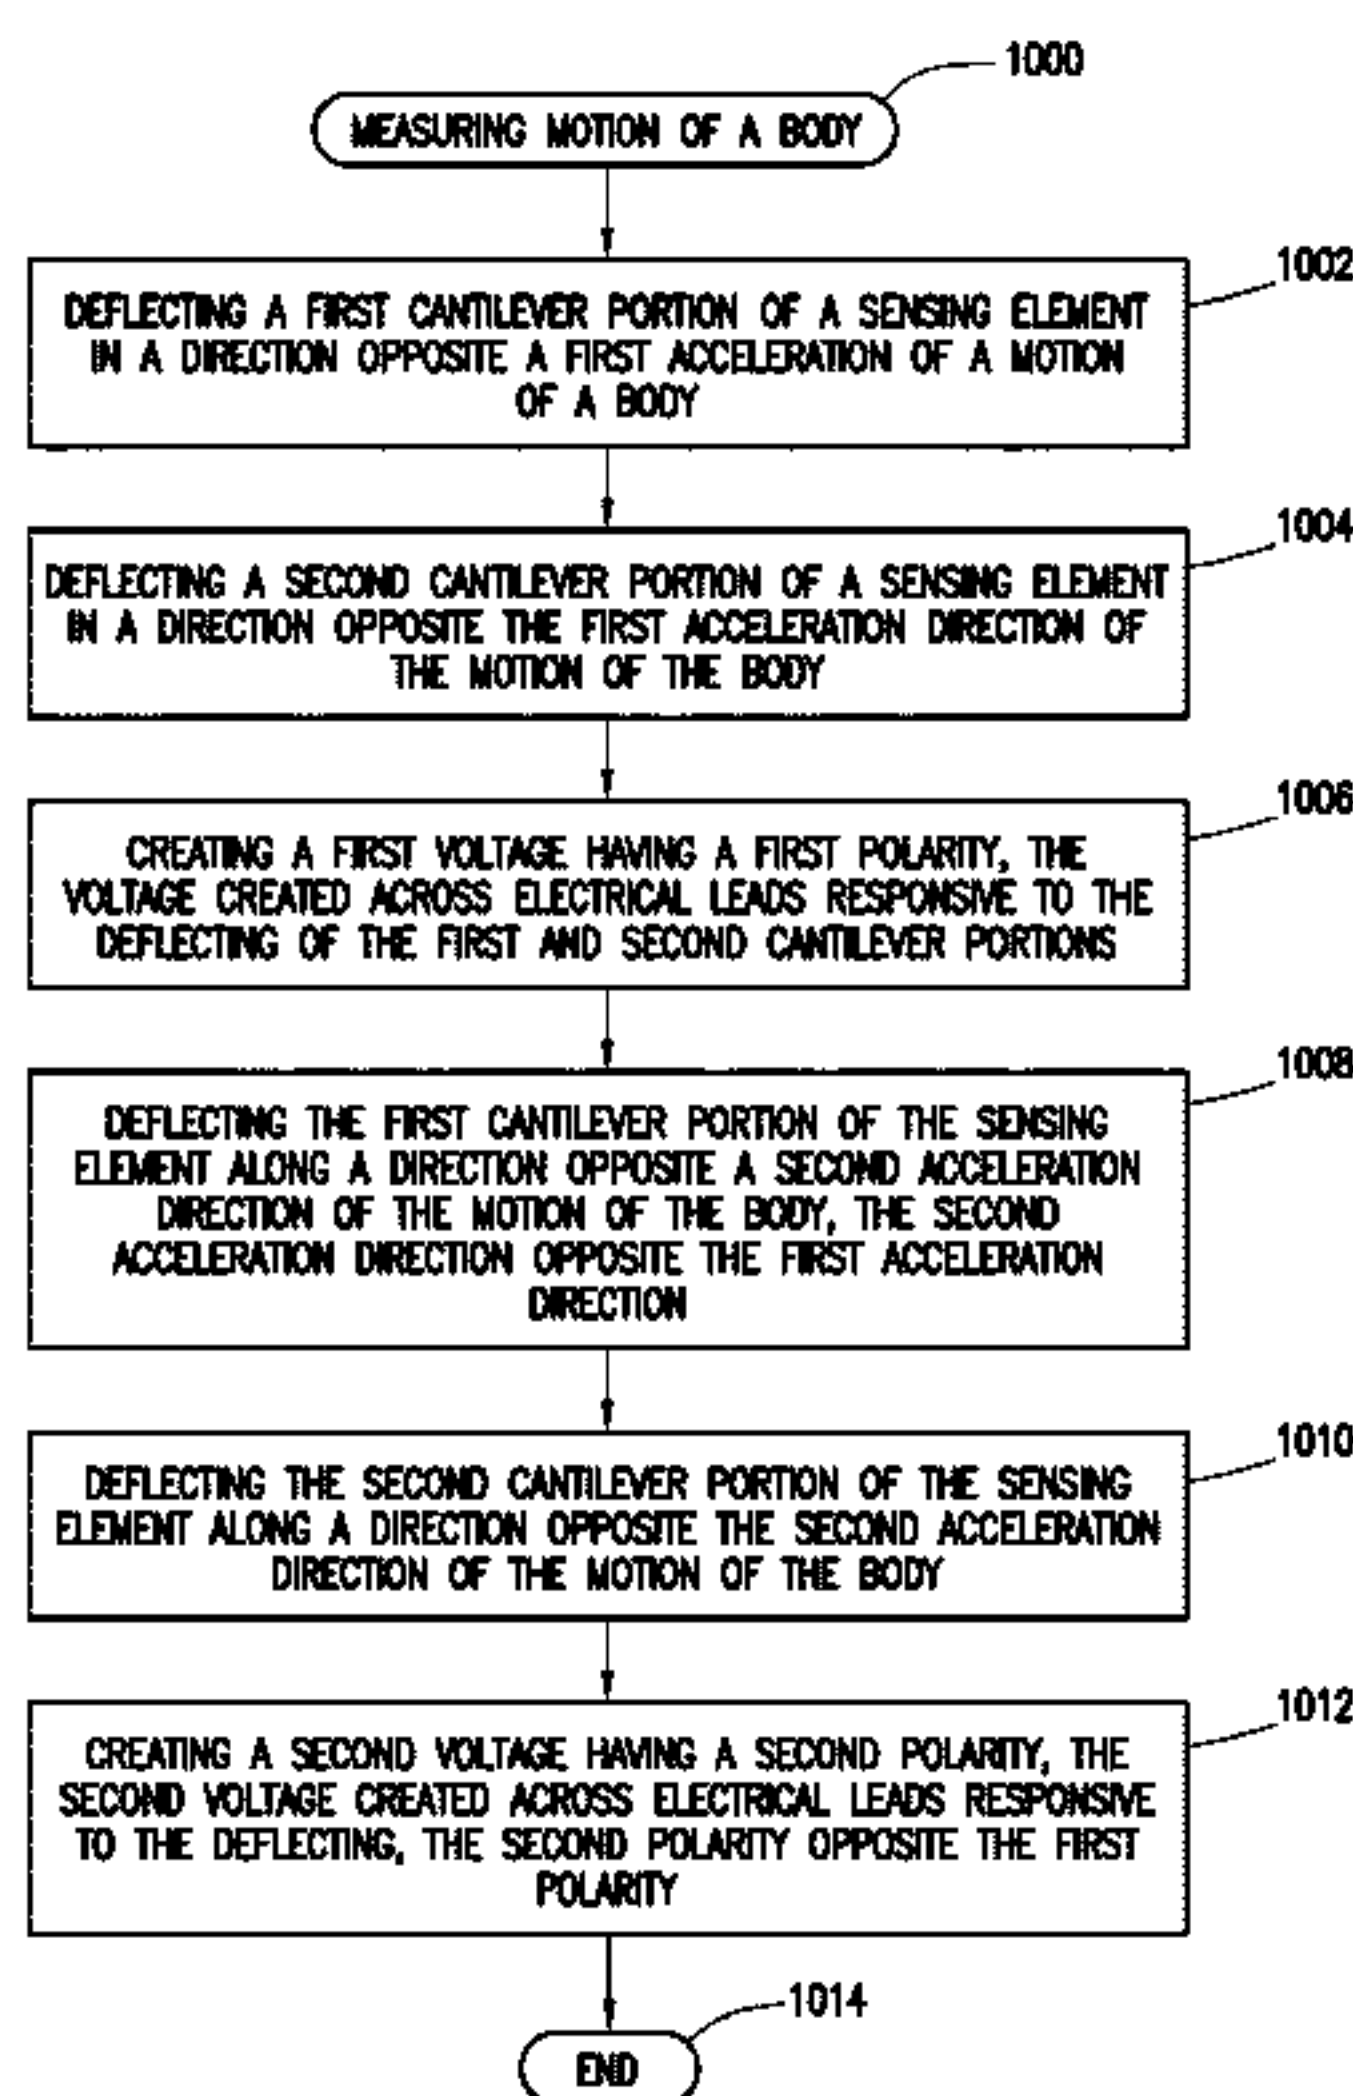 1000
MEASURING MOTION OF A BODY
1002
DEFLECTING A FIRST CANTILEVER PORTION OF A SENSING ELEMENT
IN A DIRECTION OPPOSITE A FIRST ACCELERATION OF A MOTION
OF A BODY
1004
DEFLECTING A SECOND CANTILEVER PORTION OF A SENSING ELEMENT
IN A DIRECTION OPPOSITE THE FIRST ACCELERATION DIRECTION OF
THE MOTION OF THE BODY
1006
CREATING A FIRST VOLTAGE HAVING A FIRST POLARITY, THE
VOLTAGE CREATED ACROSS ELECTRICAL LEADS RESPONSIVE TO THE
DEFLECTING OF THE FIRST AND SECOND CANTILEVER PORTIONS
1008
DEFLECTING THE FIRST CANTILEVER PORTION OF THE SENSING
ELEMENT ALONG A DIRECTION OPPOSITE A SECOND ACCELERATION
DIRECTION OF THE MOTION OF THE BODY, THE SECOND
ACCELERATION DIRECTION OPPOSITE THE FIRST ACCELERATION
DIRECTION
1010
DEFLECTING THE SECOND CANTILEVER PORTION OF THE SENSING
ELEMENT ALONG A DIRECTION OPPOSITE THE SECOND ACCELERATION
DIRECTION OF THE MOTION OF THE BODY
1012
CREATING A SECOND VOLTAGE HAVING A SECOND POLARITY, THE
SECOND VOLTAGE CREATED ACROSS ELECTRICAL LEADS RESPONSIVE
TO THE DEFLECTING, THE SECOND POLARITY OPPOSITE THE FIRST
POLARITY
1014
END